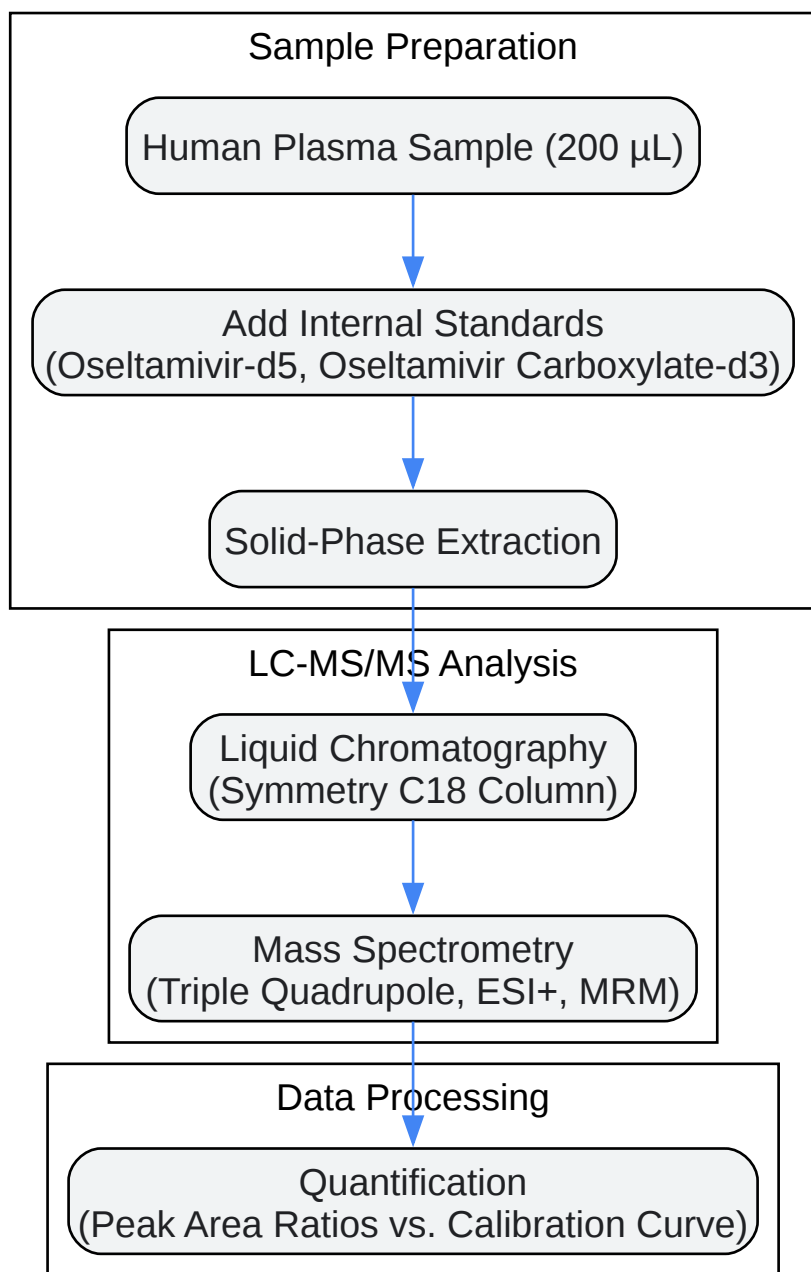 Sample Preparation
Human Plasma Sample (200 µL)
Add Internal Standards
(Oseltamivir-d5, Oseltamivir Carboxylate-d3)
Solid-Phase Extraction
LC-MS/MS Analysis
Liquid Chromatography
(Symmetry C18 Column)
Mass Spectrometry
(Triple Quadrupole, ESI+, MRM)
Data Processing
Quantification
(Peak Area Ratios vs. Calibration Curve)